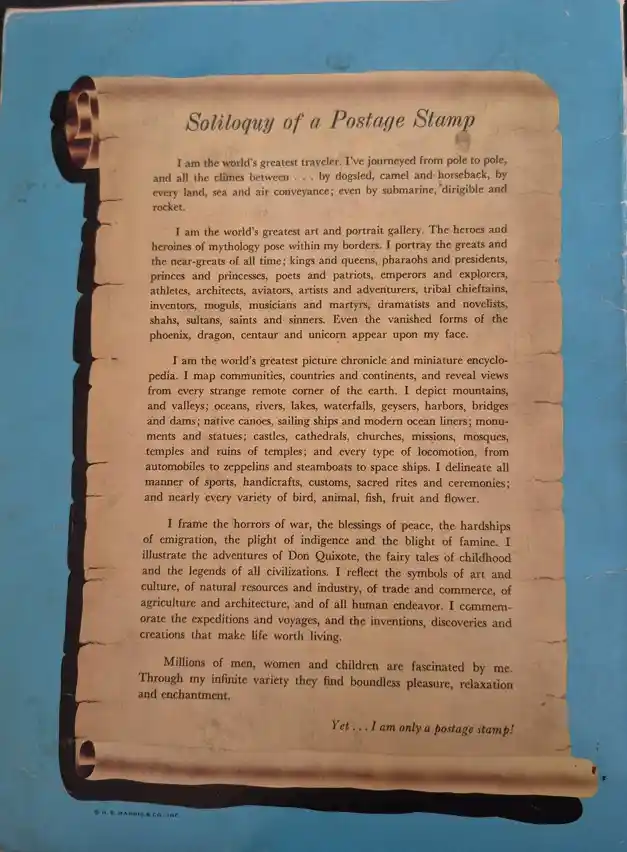 Soliloquy of a Postage Stamp
I am the world's greatest traveler. I've journeyed from pole to pole,
and all the climes between . . . by dogsled, camel and horseback, by
every land, sea and air conveyance; even by submarine, dirigible and
rocket.
I am the world's greatest art and portrait gallery. The heroes and
heroines of mythology pose within my borders. I portray the greats and
the near-greats of all time; kings and queens, pharaohs and presidents,
princes and princesses, poets and patriots, emperors and explorers,
athletes, architects, aviators, artists and adventurers, tribal chieftains,
inventors, moguls, musicians and martyrs, dramatists and novelists,
shahs, sultans, saints and sinners. Even the vanished forms of the
phoenix, dragon, centaur and unicorn appear upon my face.
I am the world's greatest picture chronicle and miniature encyclo-
pedia. I map communities, countries and continents, and reveal views
from every strange remote corner of the earth. I depict mountains,
and valleys; oceans, rivers, lakes, waterfalls, geysers, harbors, bridges
and dams; native canoes, sailing ships and modern ocean liners; monu-
ments and statues; castles, cathedrals, churches, missions, mosques,
temples and ruins of temples; and every type of locomotion, from
automobiles to zeppelins and steamboats to space ships. I delineate all
manner of sports, handicrafts, customs, sacred rites and ceremonies;
and nearly every variety of bird, animal, fish, fruit and flower.
I frame the horrors of war, the blessings of peace, the hardships
of emigration, the plight of indigence and the blight of famine. I
illustrate the adventures of Don Quixote, the fairy tales of childhood
and the legends of all civilizations. I reflect the symbols of art and
culture, of natural resources and industry, of trade and commerce, of
agriculture and architecture, and of all human endeavor. I commem-
orate the expeditions and voyages, and the inventions, discoveries and
creations that make life worth living.
Millions of men, women and children are fascinated by me.
Through my infinite variety they find boundless pleasure, relaxation
and enchantment.
Yet . . . I am only a postage stamp!
© H. E. HARRIS & CO., INC.